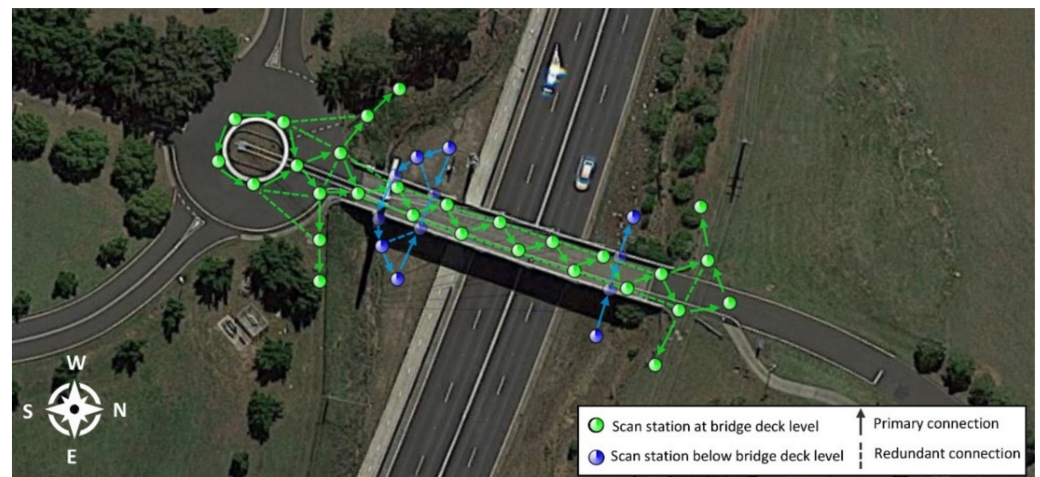 W
S N
E
Scan station at bridge deck level
Primary connection
Scan station below bridge deck level
Redundant connection